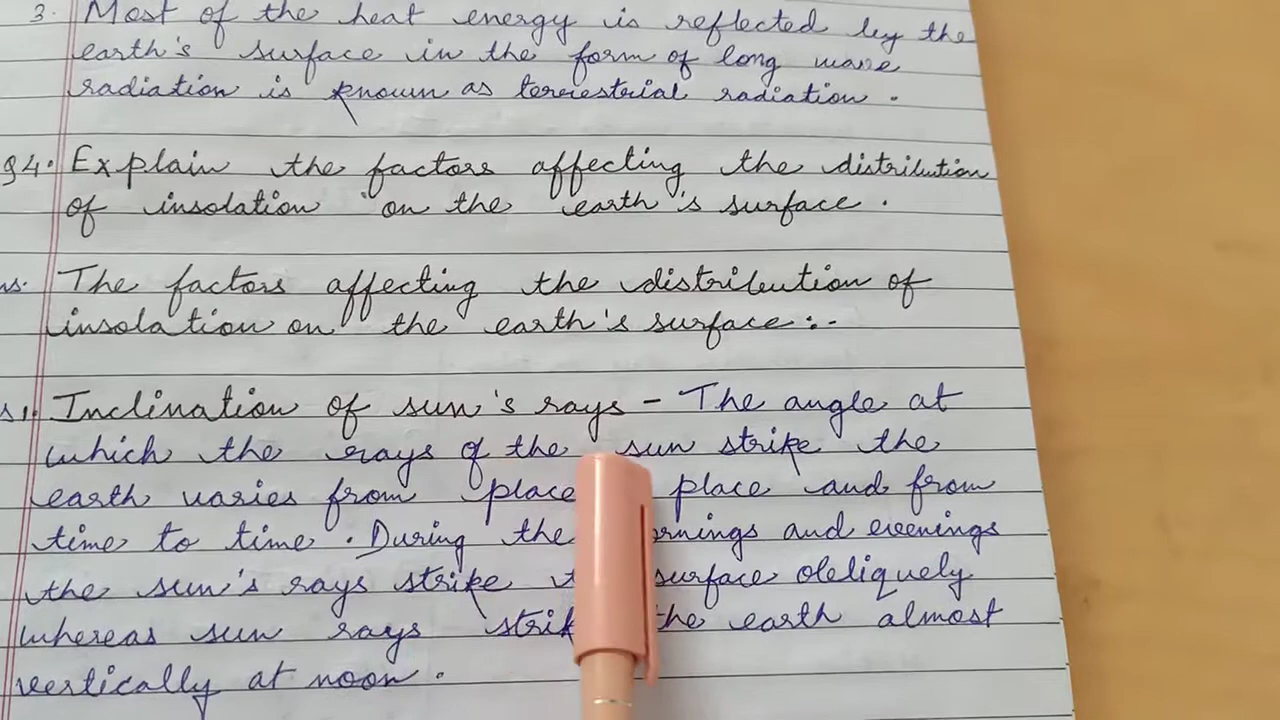 3. Most of the heat energy is reflected by the
earth's surface in the form of long wave
radiation is known as terrestrial radiation.
Q4. Explain the factors affecting the distribution
of insolation on the earth's surface.
ns. The factors affecting the distribution of
insolation on the earth's surface:-
s1. Inclination of sun's rays - The angle at
which the rays of the sun strike the
earth varies from place place and from
time to time. During the and evenings
the sun's rays strike surface obliquely
whereas sun rays the earth almost
vertically at noon.